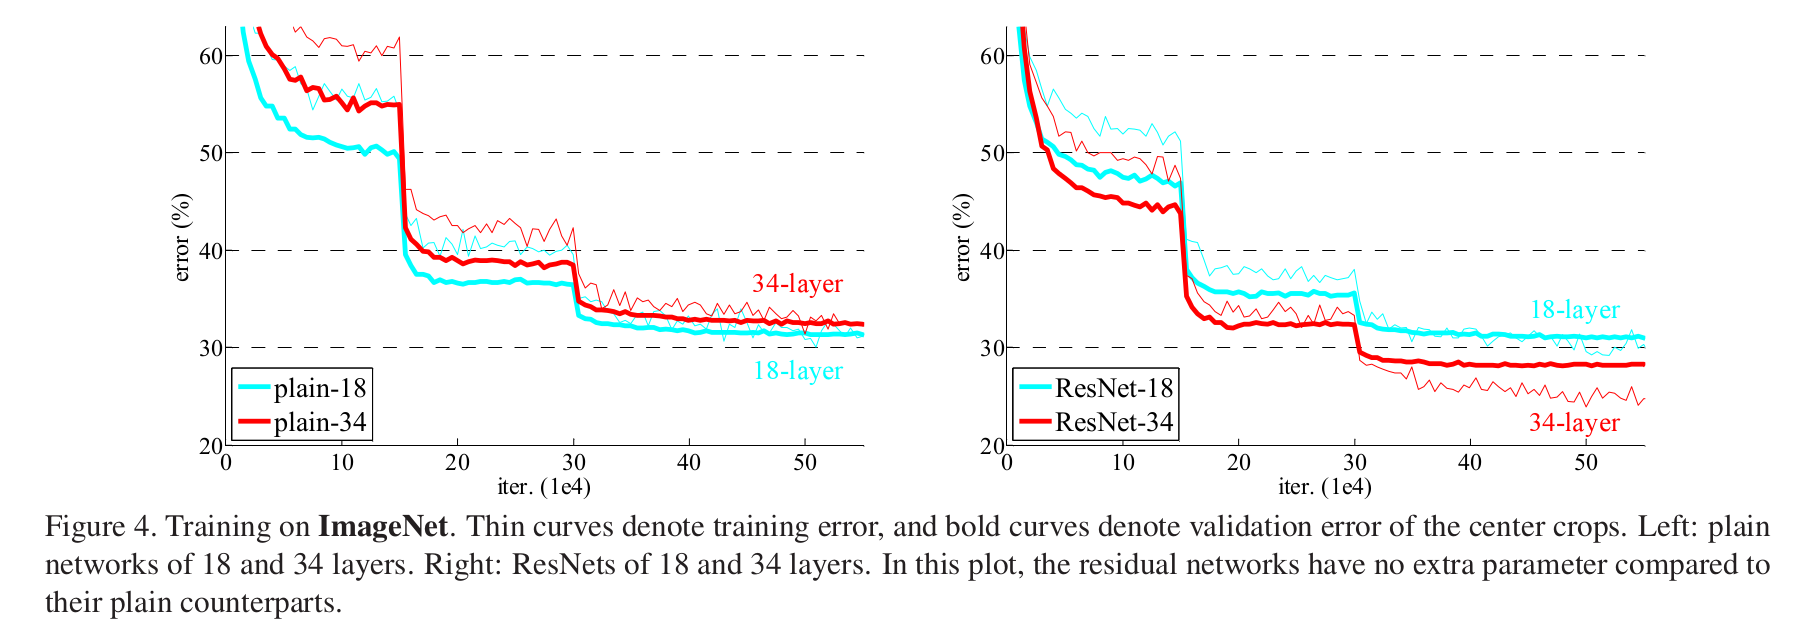 60
50
40
30
20
error (%)
34-layer
18-layer
plain-18
plain-34
0 10 20 30 40 50
iter. (1e4)
60
50
40
30
20
error (%)
18-layer
34-layer
ResNet-18
ResNet-34
0 10 20 30 40 50
iter. (1e4)
Figure 4. Training on ImageNet. Thin curves denote training error, and bold curves denote validation error of the center crops. Left: plain
networks of 18 and 34 layers. Right: ResNets of 18 and 34 layers. In this plot, the residual networks have no extra parameter compared to
their plain counterparts.